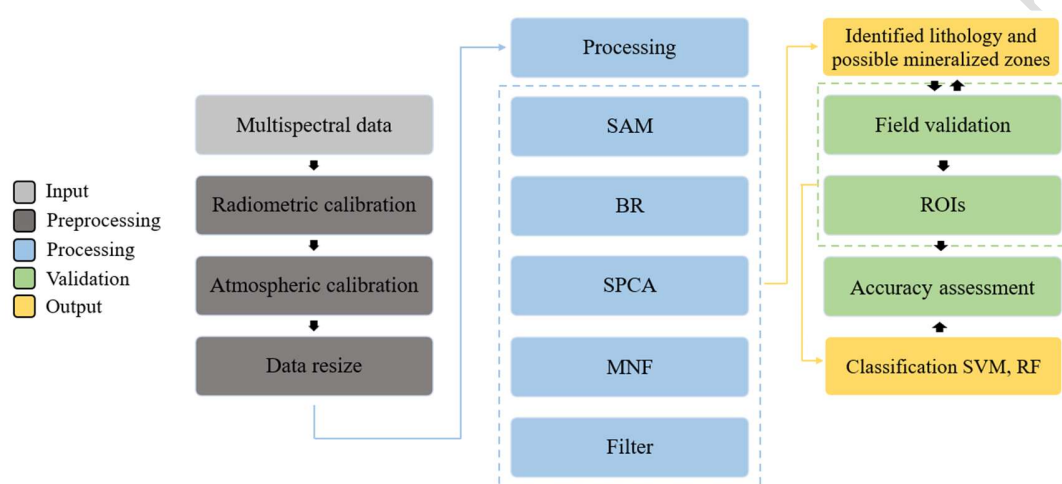 Input
Preprocessing
Processing
Validation
Output
Multispectral data
Radiometric calibration
Atmospheric calibration
Data resize
Processing
SAM
BR
SPCA
MNF
Filter
Identified lithology and
possible mineralized zones
Field validation
ROIs
Accuracy assessment
Classification SVM, RF